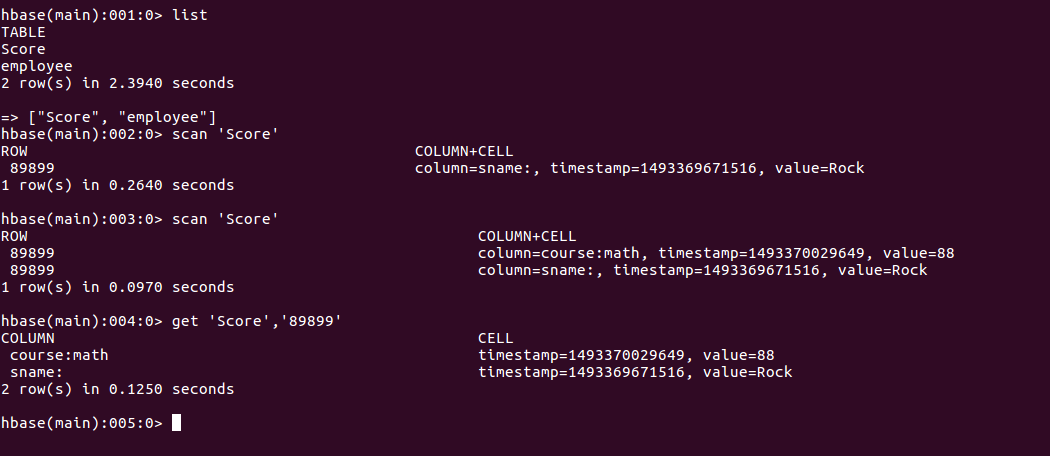 hbase(main):001:0> list
TABLE
Score
employee
2 row(s) in 2.3940 seconds
=> ["Score", "employee"]
hbase(main):002:0> scan 'Score'
ROW COLUMN+CELL
89899 column=sname:, timestamp=1493369671516, value=Rock
1 row(s) in 0.2640 seconds
hbase(main):003:0> scan 'Score'
ROW COLUMN+CELL
89899 column=course:math, timestamp=1493370029649, value=88
89899 column=sname:, timestamp=1493369671516, value=Rock
1 row(s) in 0.0970 seconds
hbase(main):004:0> get 'Score','89899'
COLUMN CELL
course:math timestamp=1493370029649, value=88
sname: timestamp=1493369671516, value=Rock
2 row(s) in 0.1250 seconds
hbase(main):005:0>